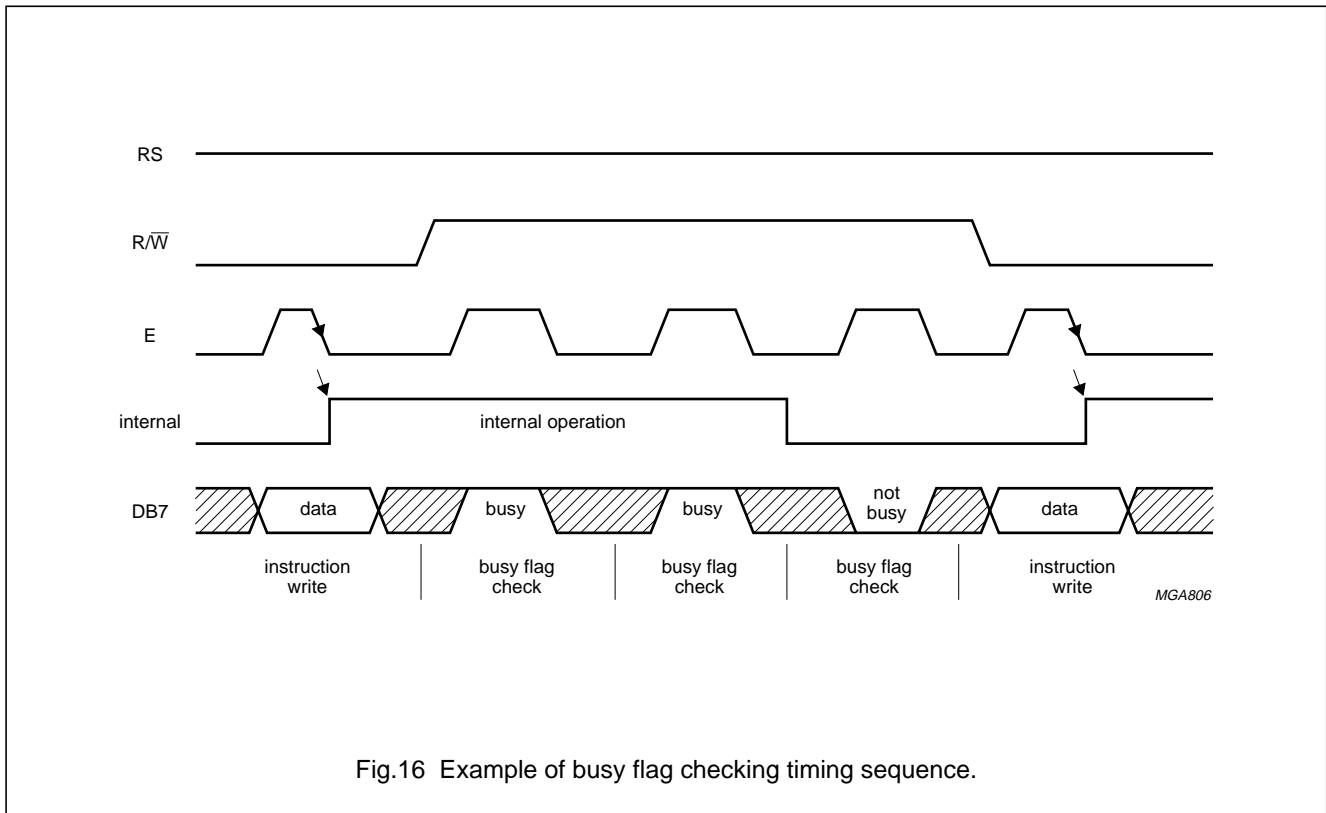 RS
R/W̅
E
internal
internal operation
DB7
data
busy
busy
not
busy
data
instruction
write
busy flag
check
busy flag
check
busy flag
check
instruction
write
MGA806
Fig.16 Example of busy flag checking timing sequence.